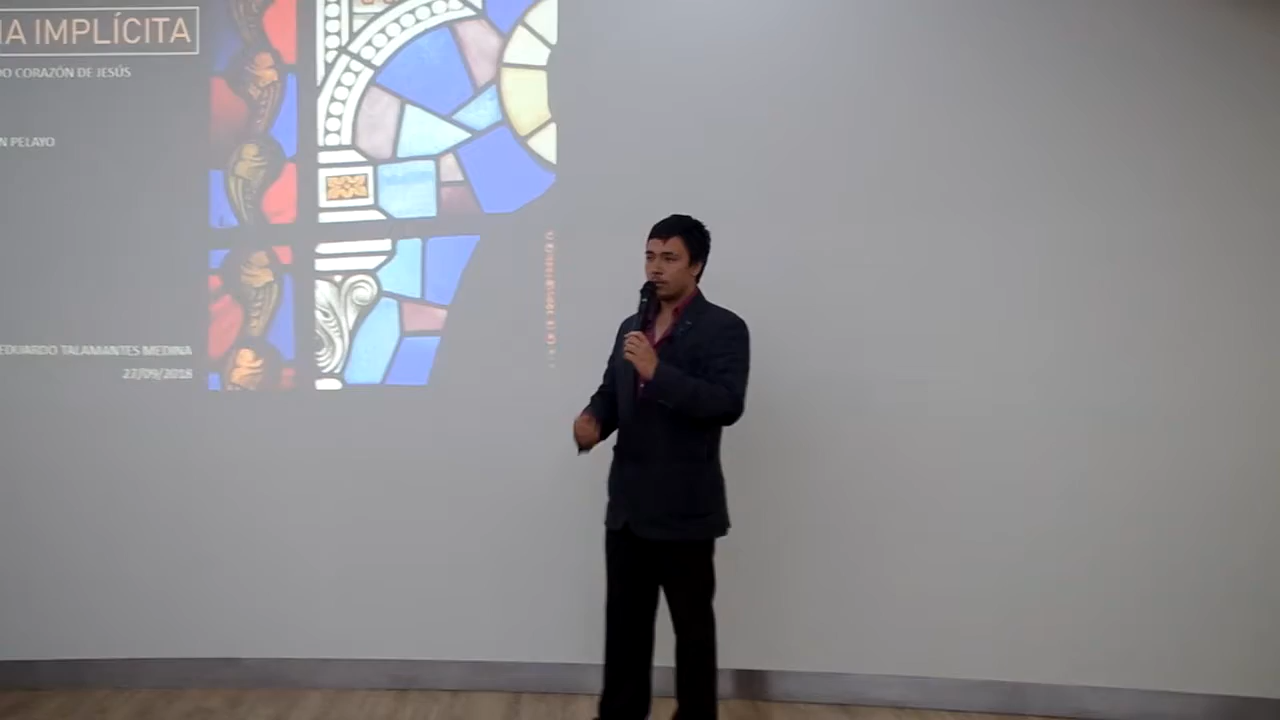 IA IMPLÍCITA
DO CORAZÓN DE JESÚS
N PELAYO
EDUARDO TALAMANTES MEDINA
27/09/2018